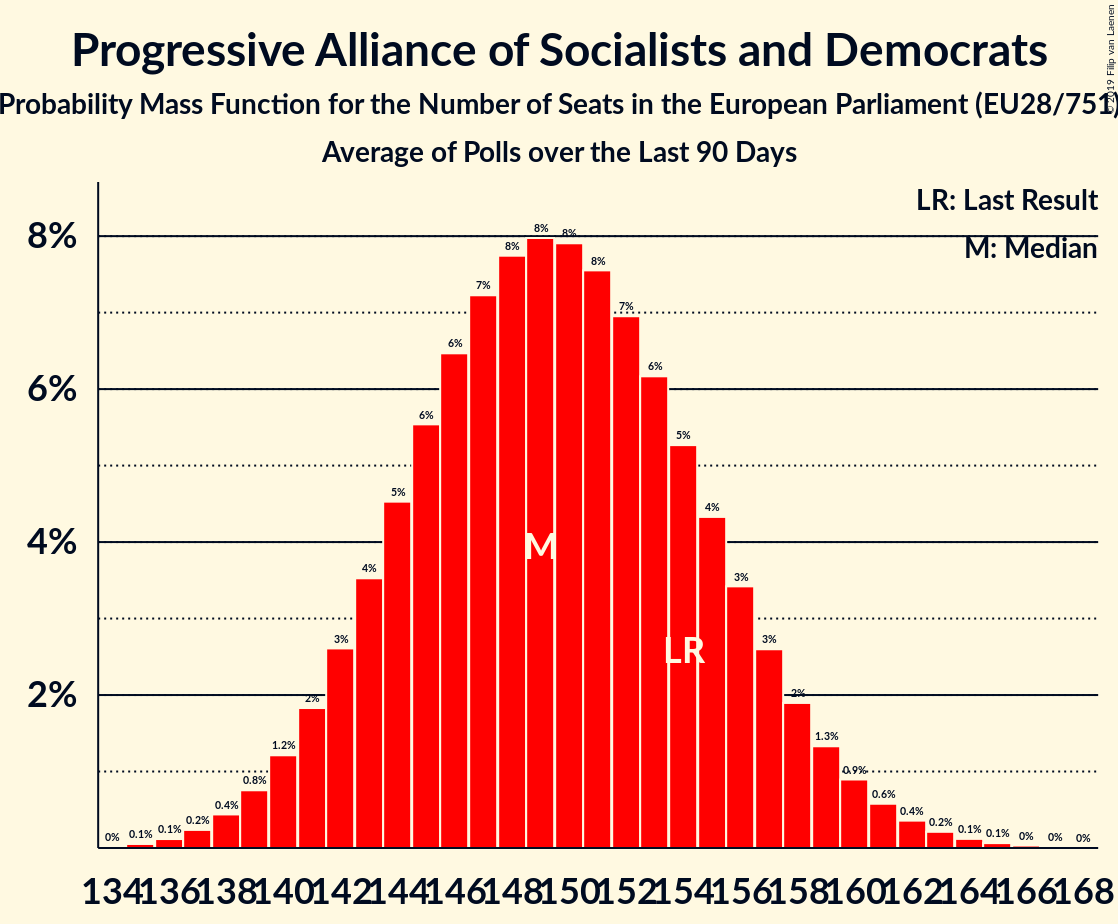 Progressive Alliance of Socialists and Democrats
Probability Mass Function for the Number of Seats in the European Parliament (EU28/751)
Average of Polls over the Last 90 Days
© 2019 Filip van Laenen
LR: Last Result
M: Median
8%
6%
4%
2%
0% 0.1% 0.1% 0.2% 0.4% 0.8% 1.2% 2% 3% 4% 5% 6% 6% 7% 8% 8% 8% 8% 7% 6% 5% 4% 3% 3% 2% 1.3% 0.9% 0.6% 0.4% 0.2% 0.1% 0.1% 0% 0% 0%
M
LR
134 136 138 140 142 144 146 148 150 152 154 156 158 160 162 164 166 168